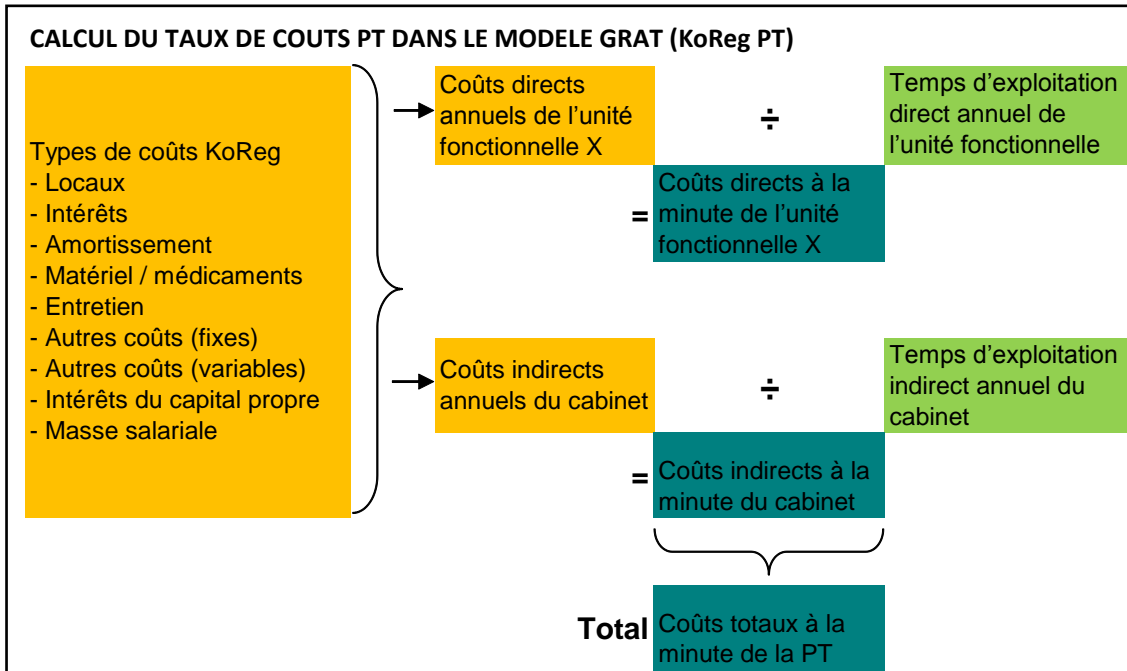 CALCUL DU TAUX DE COUTS PT DANS LE MODELE GRAT (KoReg PT)
Types de coûts KoReg
- Locaux
- Intérêts
- Amortissement
- Matériel / médicaments
- Entretien
- Autres coûts (fixes)
- Autres coûts (variables)
- Intérêts du capital propre
- Masse salariale
Coûts directs
annuels de l’unité
fonctionnelle X
÷
Temps d’exploitation
direct annuel de
l’unité fonctionnelle
=
Coûts directs à la
minute de l’unité
fonctionnelle X
Coûts indirects
annuels du cabinet
÷
Temps d’exploitation
indirect annuel du
cabinet
=
Coûts indirects à la
minute du cabinet
Total
Coûts totaux à la
minute de la PT